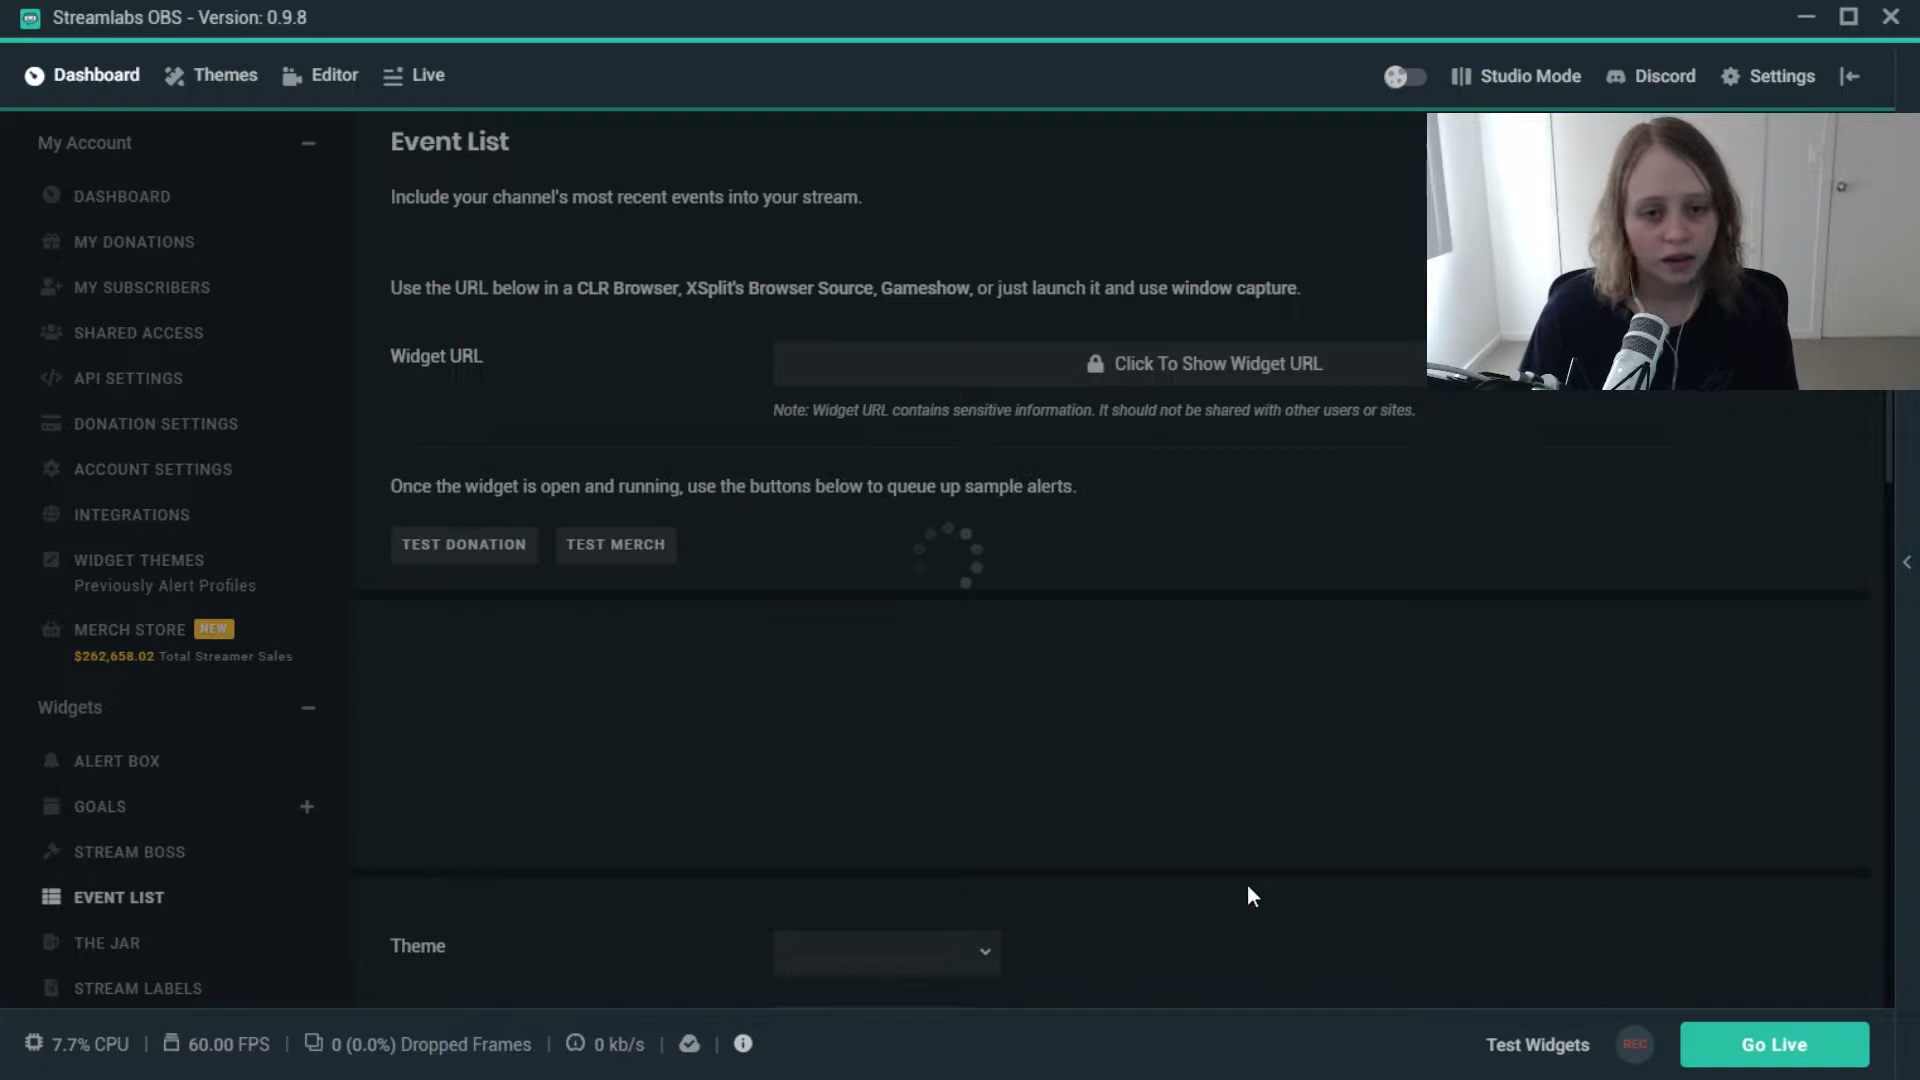 Streamlabs OBS - Version: 0.9.8
Dashboard
Themes
Editor
Live
Studio Mode
Discord
Settings
My Account
DASHBOARD
MY DONATIONS
MY SUBSCRIBERS
SHARED ACCESS
API SETTINGS
DONATION SETTINGS
ACCOUNT SETTINGS
INTEGRATIONS
WIDGET THEMES
Previously Alert Profiles
MERCH STORE NEW
$262,658.02 Total Streamer Sales
Widgets
ALERT BOX
GOALS
STREAM BOSS
EVENT LIST
THE JAR
STREAM LABELS
Event List
Include your channel's most recent events into your stream.
Use the URL below in a CLR Browser, XSplit's Browser Source, Gameshow, or just launch it and use window capture.
Widget URL
Click To Show Widget URL
Note: Widget URL contains sensitive information. It should not be shared with other users or sites.
Once the widget is open and running, use the buttons below to queue up sample alerts.
TEST DONATION
TEST MERCH
Theme
7.7% CPU
60.00 FPS
0 (0.0%) Dropped Frames
0 kb/s
Test Widgets
REC
Go Live